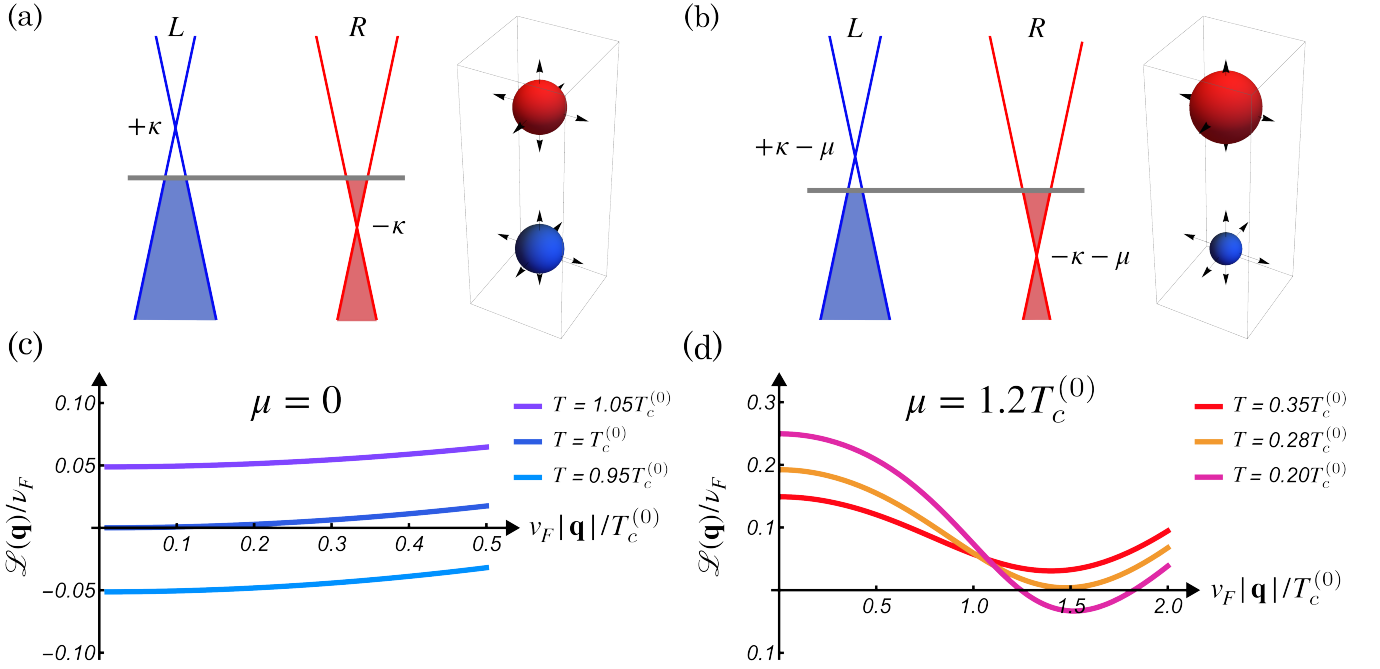 (a)
L
R
+κ
−κ
(b)
L
R
+κ − μ
−κ − μ
(c)
μ = 0
T = 1.05T_c^(0)
T = T_c^(0)
T = 0.95T_c^(0)
0.10
0.05
−0.05
−0.10
0.1 0.2 0.3 0.4 0.5
ℒ(𝐪)/ν_F
v_F|𝐪|/T_c^(0)
(d)
μ = 1.2T_c^(0)
T = 0.35T_c^(0)
T = 0.28T_c^(0)
T = 0.20T_c^(0)
0.3
0.2
0.1
0.1
0.5 1.0 1.5 2.0
ℒ(𝐪)/ν_F
v_F|𝐪|/T_c^(0)